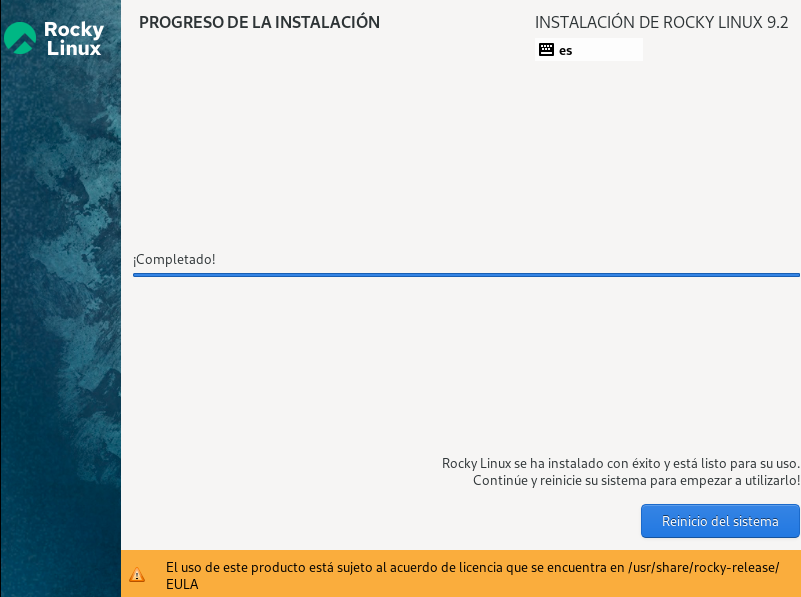 Rocky
Linux
PROGRESO DE LA INSTALACIÓN
INSTALACIÓN DE ROCKY LINUX 9.2
es
¡Completado!
Rocky Linux se ha instalado con éxito y está listo para su uso.
Continúe y reinicie su sistema para empezar a utilizarlo!
Reinicio del sistema
El uso de este producto está sujeto al acuerdo de licencia que se encuentra en /usr/share/rocky-release/
EULA